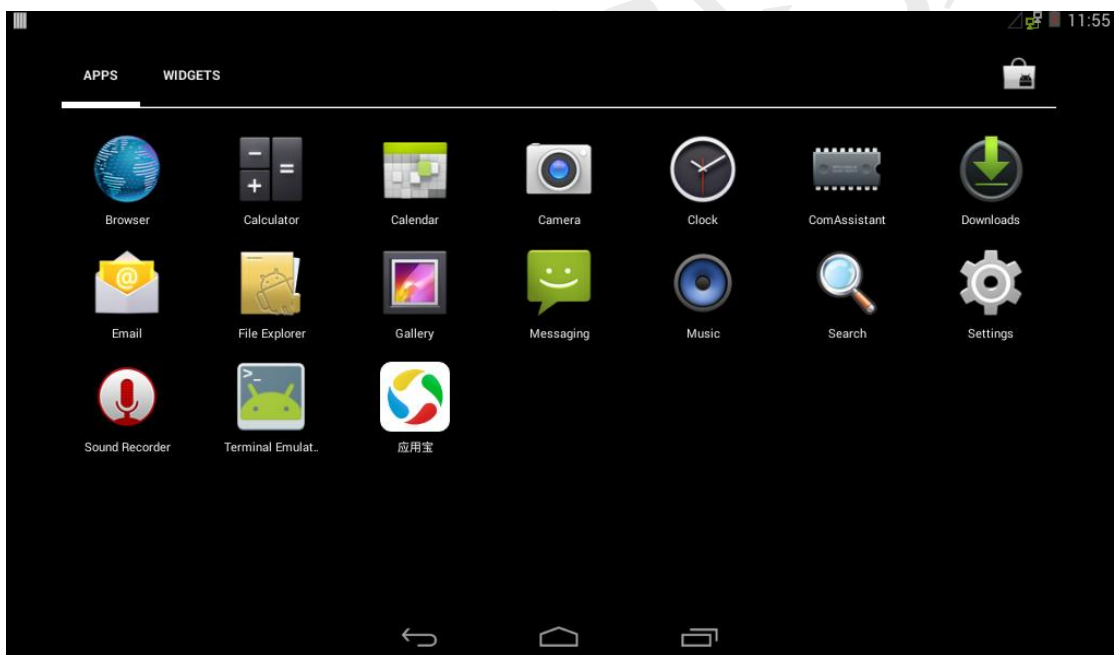 11:55
APPS WIDGETS
Browser Calculator Calendar Camera Clock ComAssistant Downloads
Email File Explorer Gallery Messaging Music Search Settings
Sound Recorder Terminal Emulat.. 应用宝